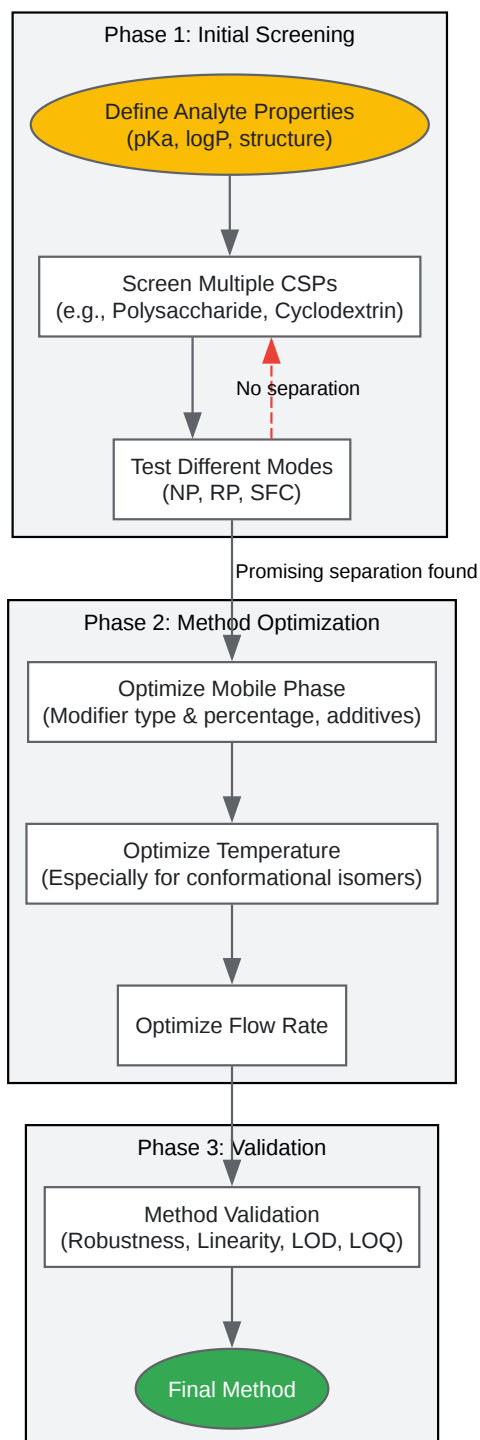 Phase 1: Initial Screening
Define Analyte Properties
(pKa, logP, structure)
Screen Multiple CSPs
(e.g., Polysaccharide, Cyclodextrin)
No separation
Test Different Modes
(NP, RP, SFC)
Promising separation found
Phase 2: Method Optimization
Optimize Mobile Phase
(Modifier type & percentage, additives)
Optimize Temperature
(Especially for conformational isomers)
Optimize Flow Rate
Phase 3: Validation
Method Validation
(Robustness, Linearity, LOD, LOQ)
Final Method